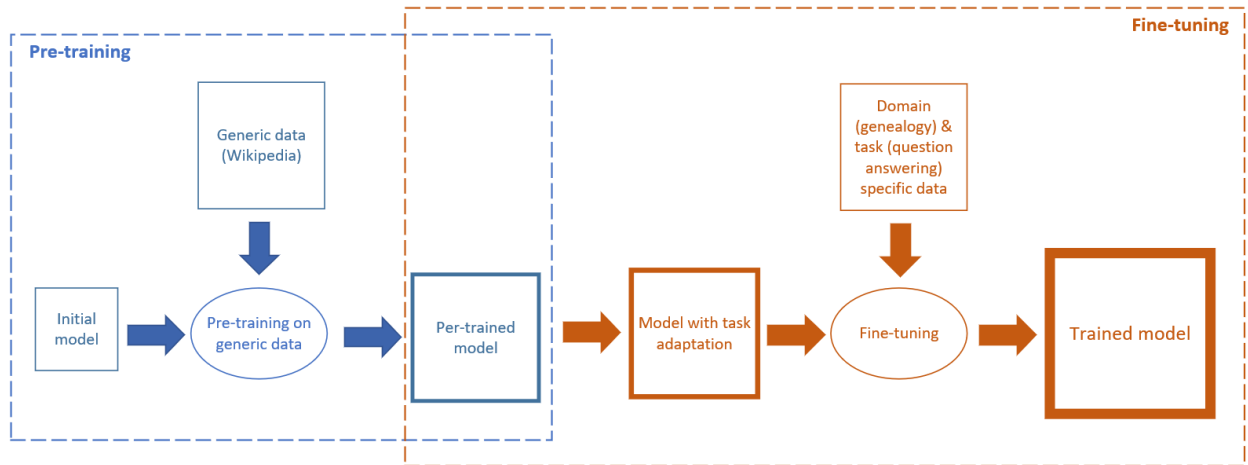 Fine-tuning
Pre-training
Generic data
(Wikipedia)
Domain
(genealogy) &
task (question
answering)
specific data
Initial
model
Pre-training on
generic data
Per-trained
model
Model with task
adaptation
Fine-tuning
Trained model